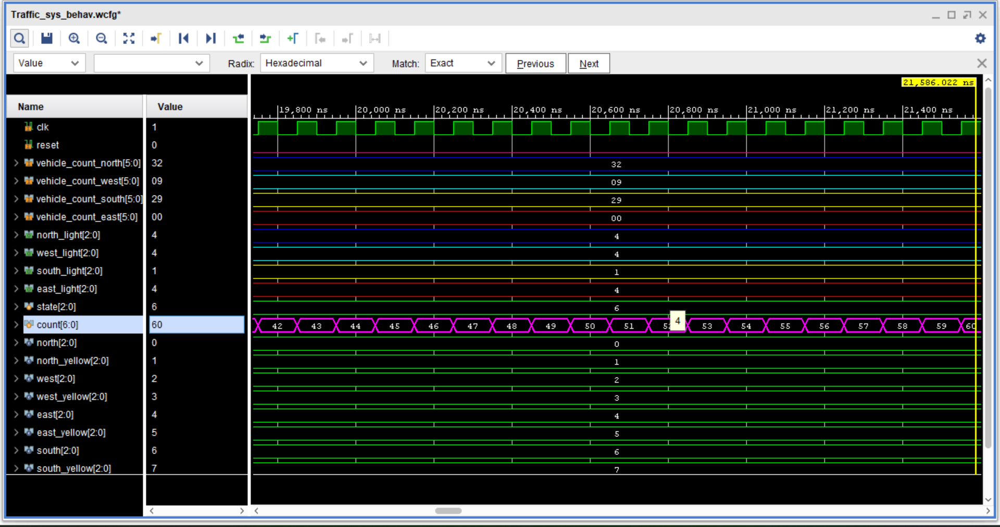 Traffic_sys_behav.wcfg*
Value Radix: Hexadecimal Match: Exact Previous Next
21,586.022 ns
Name Value
19,800 ns 20,000 ns 20,200 ns 20,400 ns 20,600 ns 20,800 ns 21,000 ns 21,200 ns 21,400 ns
clk 1
reset 0
vehicle_count_north[5:0] 32 32
vehicle_count_west[5:0] 09 09
vehicle_count_south[5:0] 29 29
vehicle_count_east[5:0] 00 00
north_light[2:0] 4 4
west_light[2:0] 4 4
south_light[2:0] 1 1
east_light[2:0] 4 4
state[2:0] 6 6
count[6:0] 60 42 43 44 45 46 47 48 49 50 51 52 4 53 54 55 56 57 58 59 60
north[2:0] 0 0
north_yellow[2:0] 1 1
west[2:0] 2 2
west_yellow[2:0] 3 3
east[2:0] 4 4
east_yellow[2:0] 5 5
south[2:0] 6 6
south_yellow[2:0] 7 7